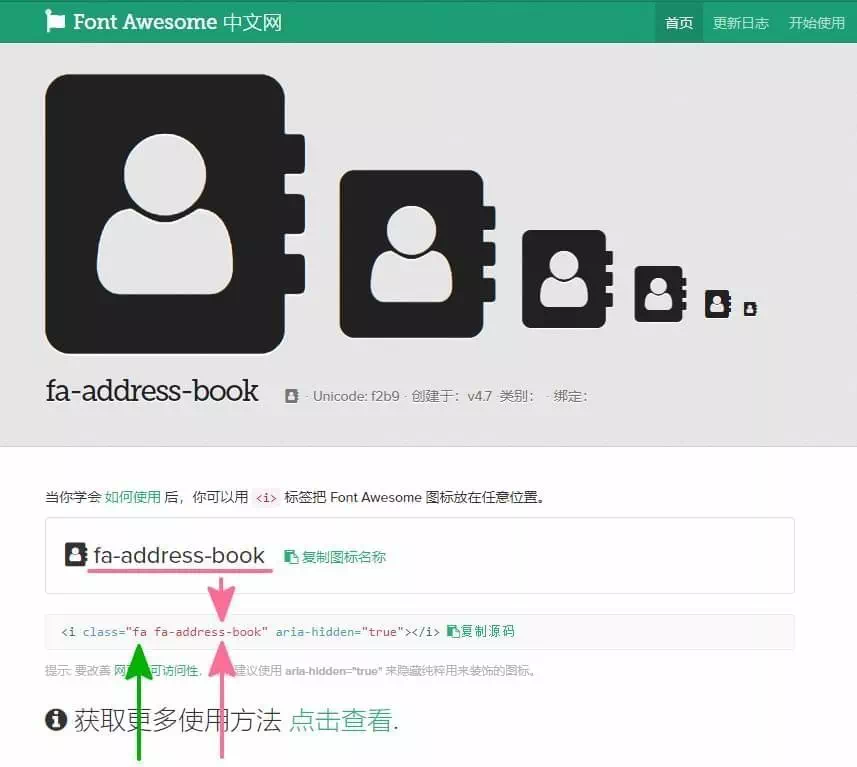 Font Awesome 中文网 首页 更新日志 开始使用
fa-address-book · Unicode: f2b9 · 创建于: v4.7 ·类别: · 绑定:
当你学会 如何使用 后，你可以用 <i> 标签把 Font Awesome 图标放在任意位置。
fa-address-book 复制图标名称
<i class="fa fa-address-book" aria-hidden="true"></i> 复制源码
提示: 要改善 网 可访问性, 建议使用 aria-hidden="true" 来隐藏纯粹用来装饰的图标。
获取更多使用方法 点击查看.